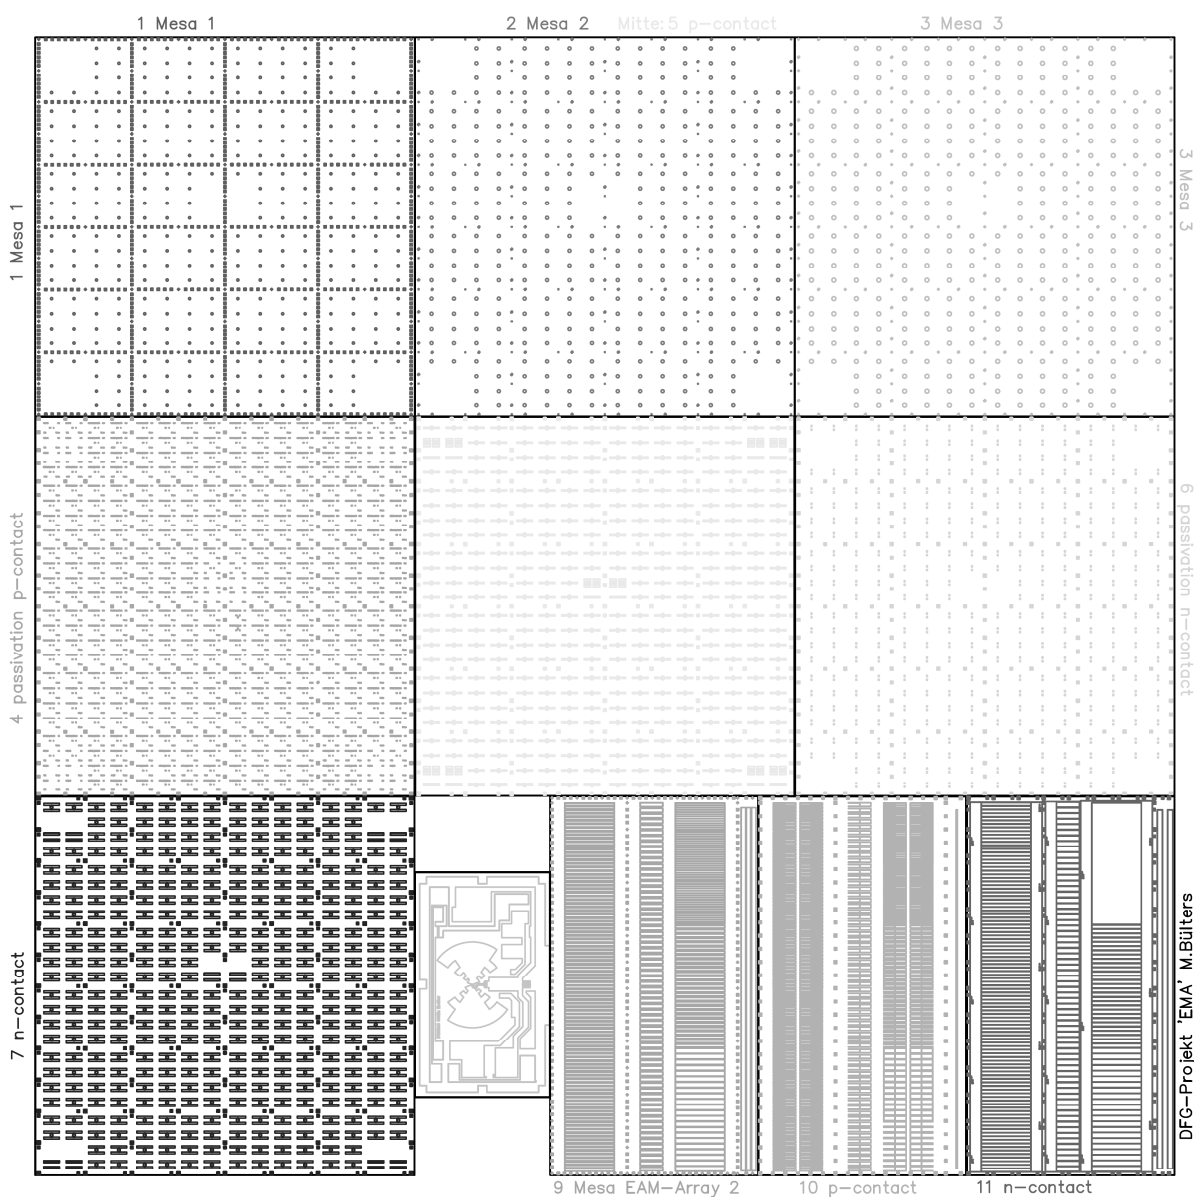 1 Mesa 1
2 Mesa 2
Mitte: 5 p-contact
3 Mesa 3
1 Mesa 1
3 Mesa 3
4 passivation p-contact
6 passivation n-contact
7 n-contact
DFG-Projekt 'EMA' M.Bülters
9 Mesa EAM-Array 2
10 p-contact
11 n-contact